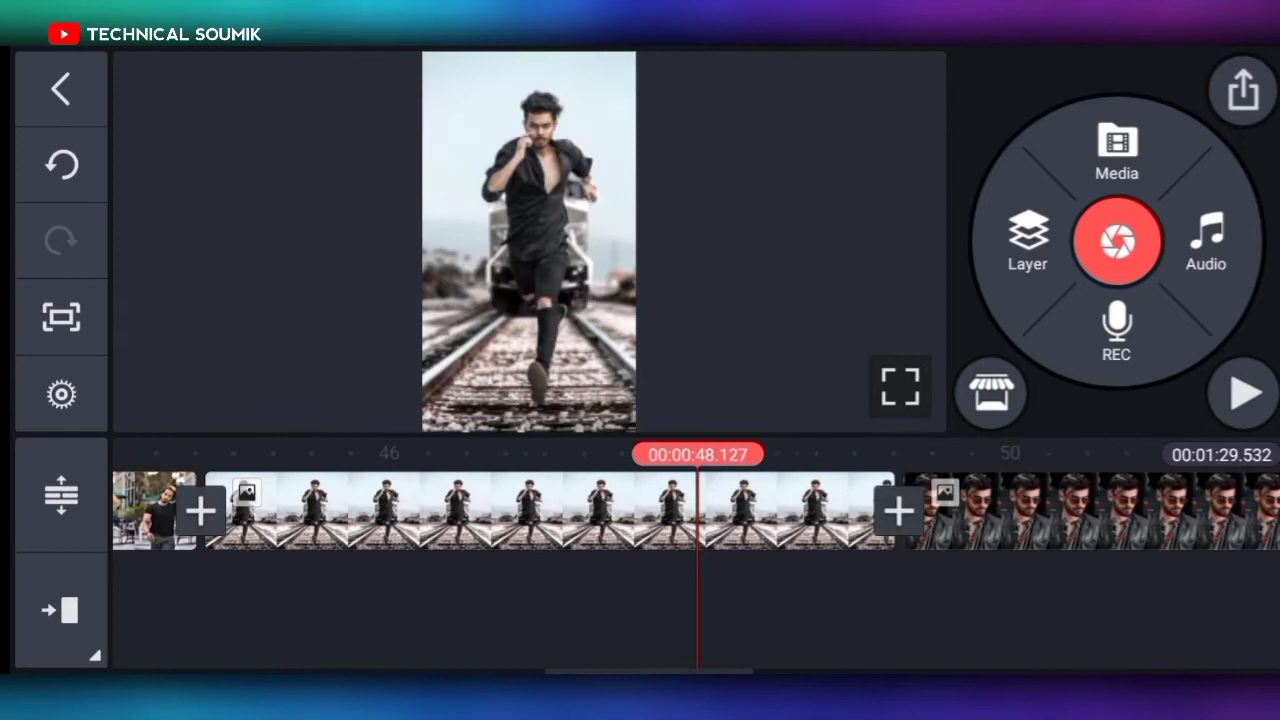 TECHNICAL SOUMIK
Media
Layer
Audio
REC
46
00:00:48.127
50
00:01:29.532